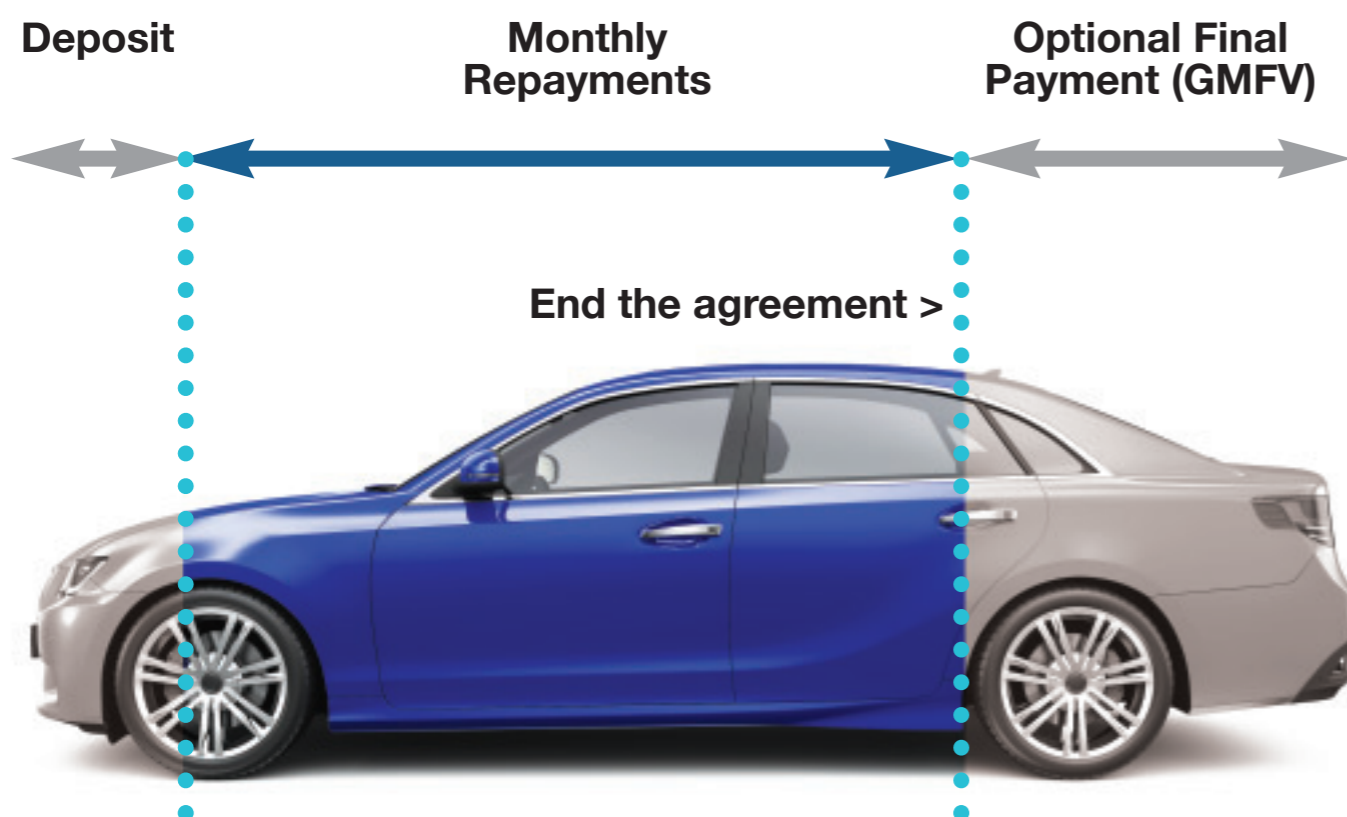 Deposit
Monthly
Repayments
Optional Final
Payment (GMFV)
End the agreement >